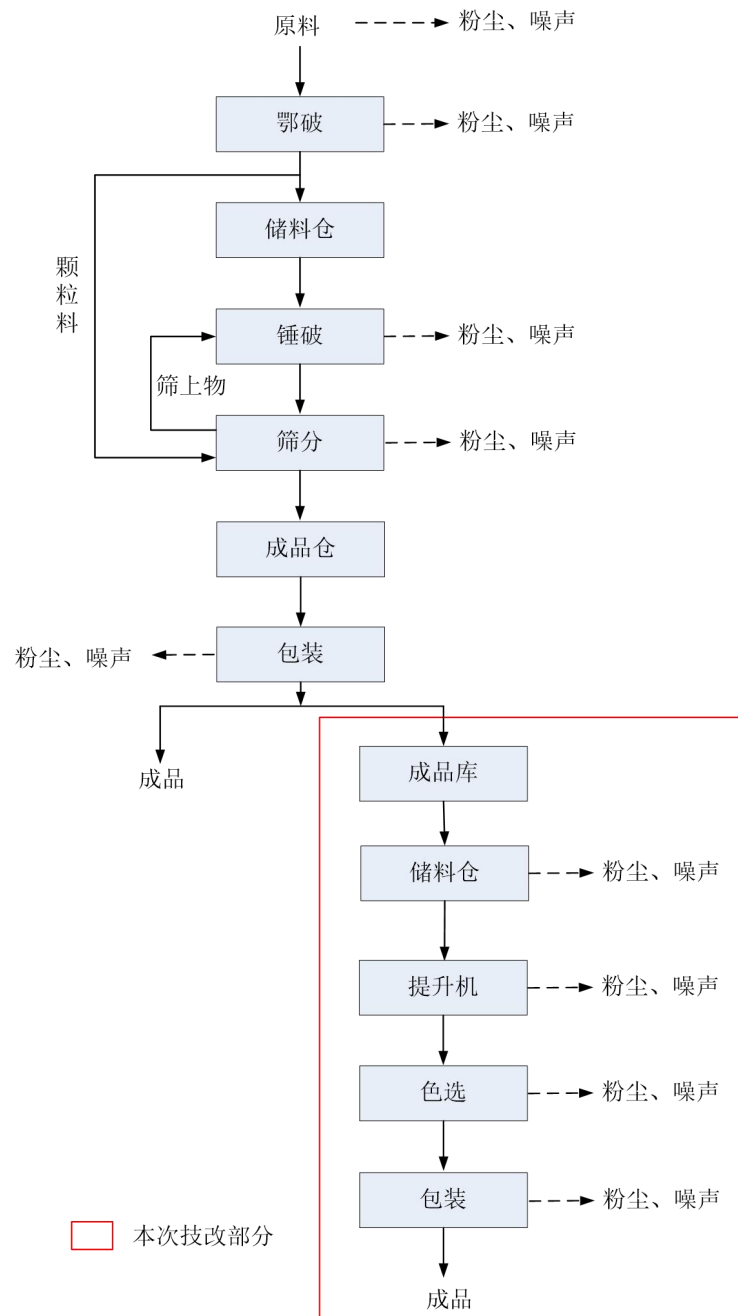 原料
粉尘、噪声
鄂破
粉尘、噪声
储料仓
颗粒料
锤破
粉尘、噪声
筛上物
筛分
粉尘、噪声
成品仓
粉尘、噪声
包装
成品
成品库
储料仓
粉尘、噪声
提升机
粉尘、噪声
色选
粉尘、噪声
包装
粉尘、噪声
本次技改部分
成品